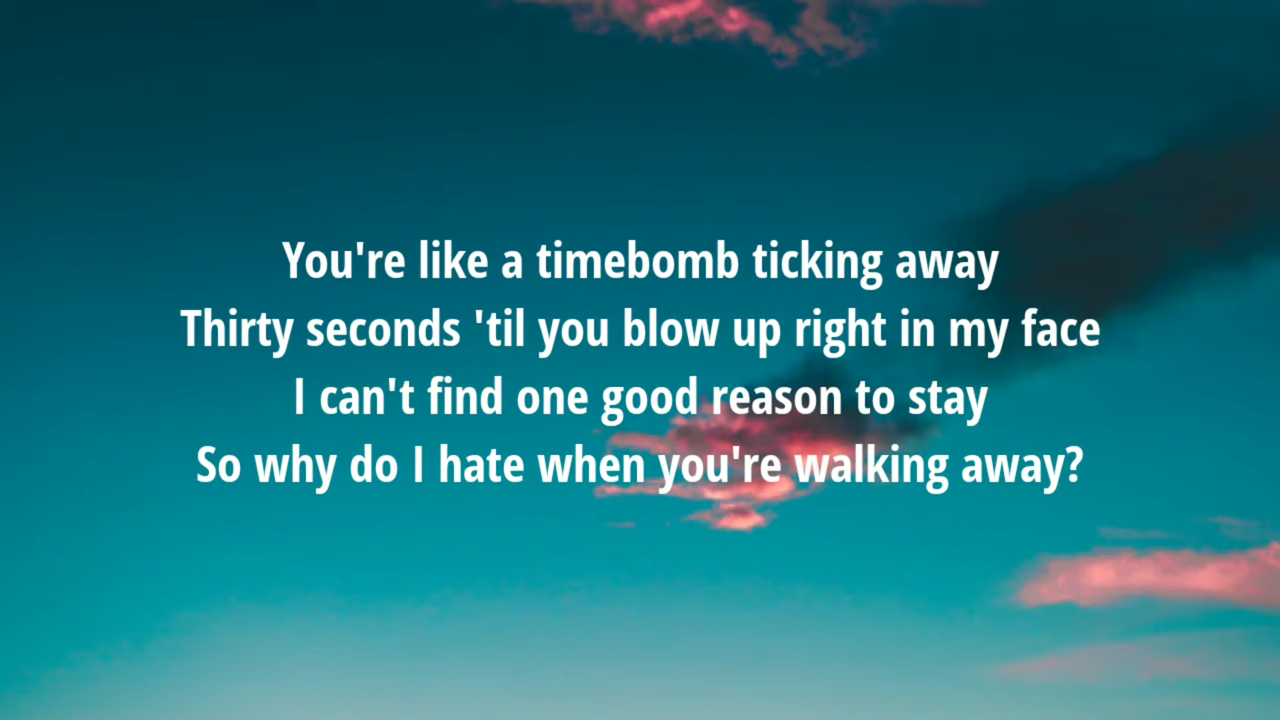 You're like a timebomb ticking away
Thirty seconds 'til you blow up right in my face
I can't find one good reason to stay
So why do I hate when you're walking away?